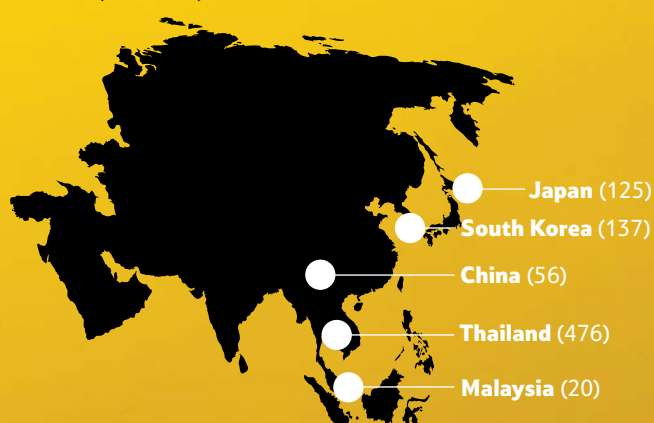 Japan (125)
South Korea (137)
China (56)
Thailand (476)
Malaysia (20)